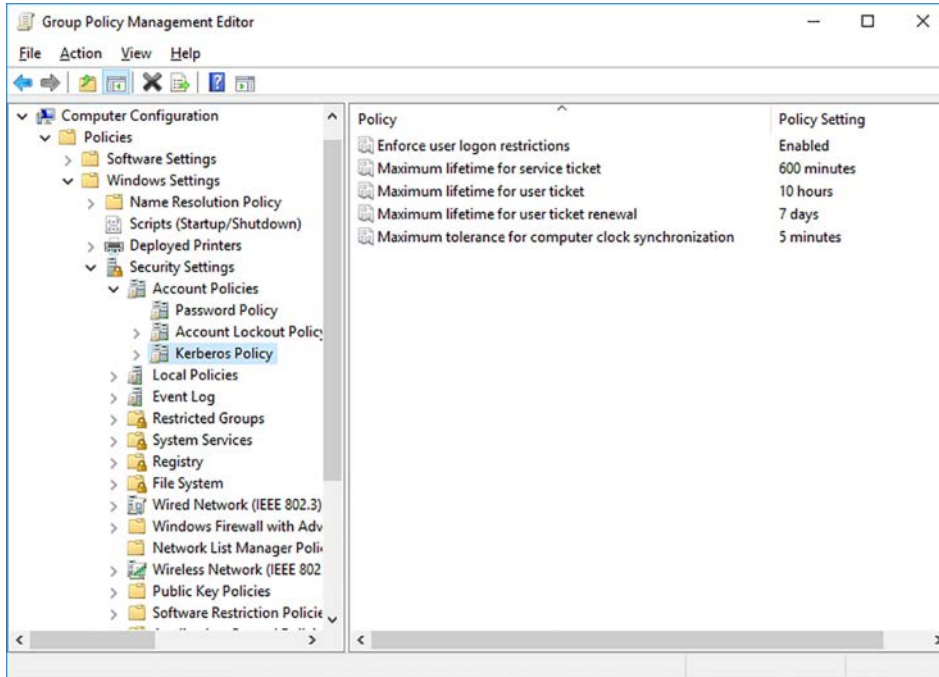 Group Policy Management Editor
File Action View Help
Computer Configuration
Policies
Software Settings
Windows Settings
Name Resolution Policy
Scripts (Startup/Shutdown)
Deployed Printers
Security Settings
Account Policies
Password Policy
Account Lockout Polic
Kerberos Policy
Local Policies
Event Log
Restricted Groups
System Services
Registry
File System
Wired Network (IEEE 802.3)
Windows Firewall with Adv
Network List Manager Poli
Wireless Network (IEEE 802
Public Key Policies
Software Restriction Policie
Policy Policy Setting
Enforce user logon restrictions Enabled
Maximum lifetime for service ticket 600 minutes
Maximum lifetime for user ticket 10 hours
Maximum lifetime for user ticket renewal 7 days
Maximum tolerance for computer clock synchronization 5 minutes